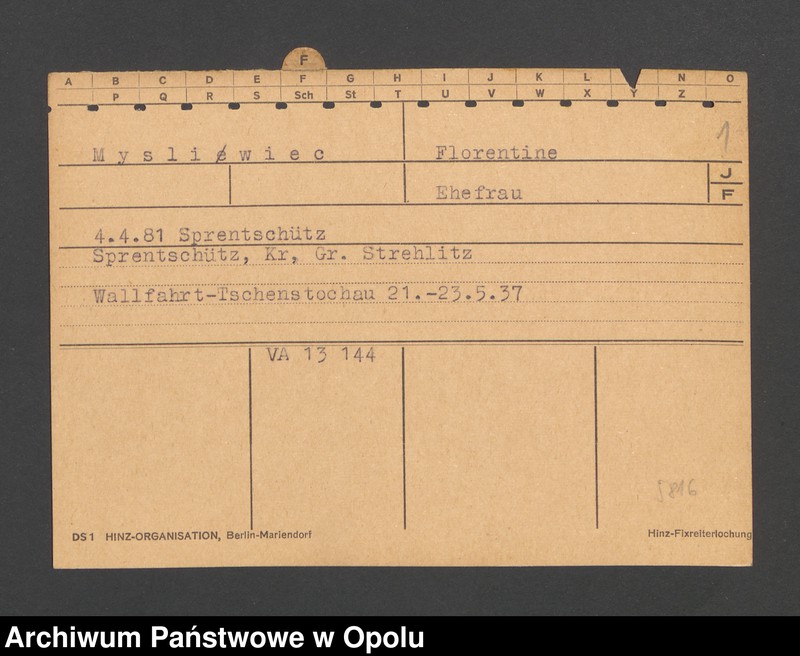 F
A B C D E F G H I J K L N O
P Q R S Sch St T U V W X Y Z
1
Mysliewiec Florentine
J
F
Ehefrau
4.4.81 Sprentschütz
Sprentschütz, Kr, Gr. Strehlitz
Wallfahrt-Tschenstochau 21.-23.5.37
VA 13 144
DS1 HINZ-ORGANISATION, Berlin-Mariendorf
Hinz-Fixreiterlochung
Archiwum Państwowe w Opolu